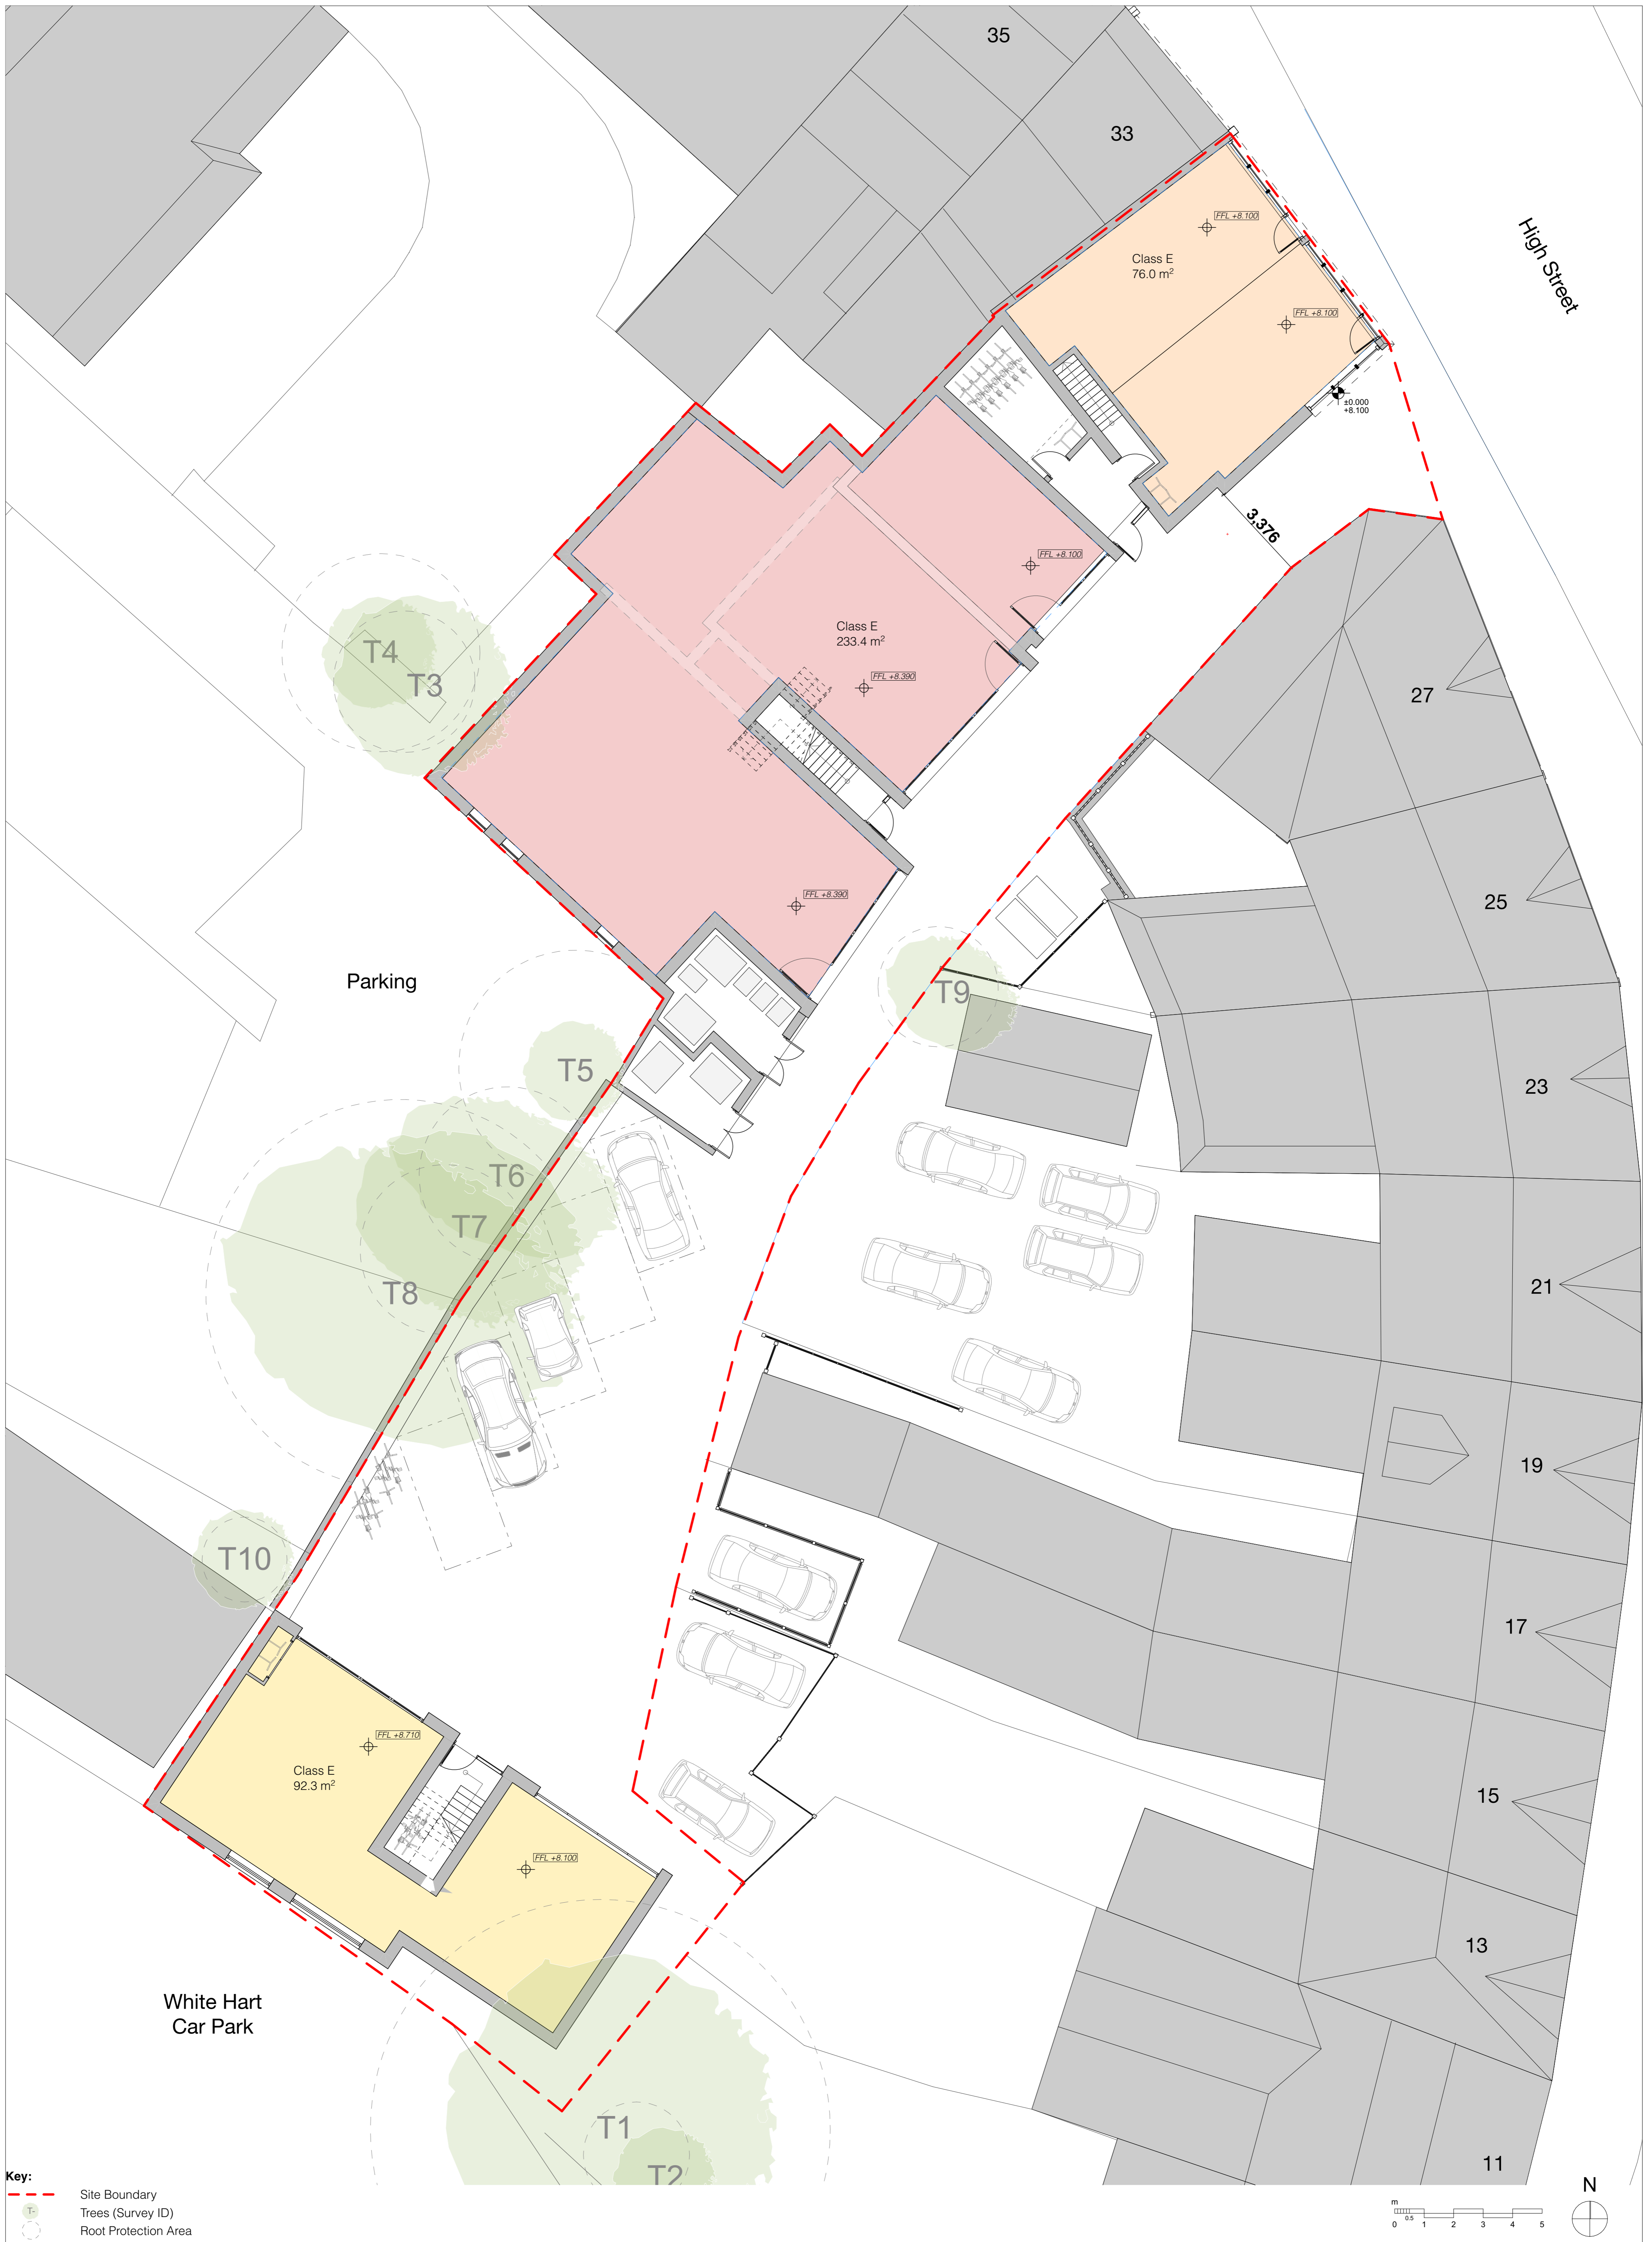 35
33
High Street
FFL +8.100
Class E
76.0 m²
FFL +8.100
±0.000
+8.100
3,376
FFL +8.100
Class E
233.4 m²
T4
T3
FFL +8.390
27
FFL +8.390
25
Parking
T9
T5
23
T6
T7
T8
21
19
T10
17
FFL +8.710
Class E
92.3 m²
15
FFL +8.100
13
White Hart
Car Park
T1
T2
11
Key:
Site Boundary
T-
Trees (Survey ID)
Root Protection Area
N
m
0 0.5 1 2 3 4 5